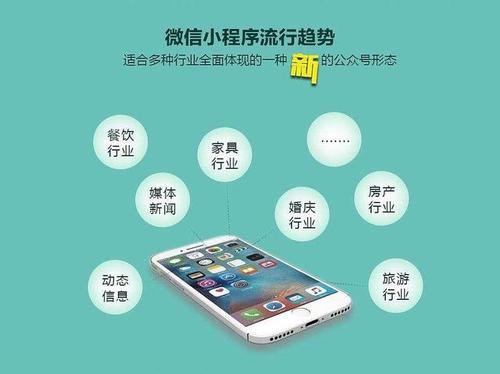 微信小程序流行趋势
适合多种行业全面体现的一种 新 的公众号形态
餐饮
行业
家具
行业
.......
媒体
新闻
婚庆
行业
房产
行业
动态
信息
旅游
行业